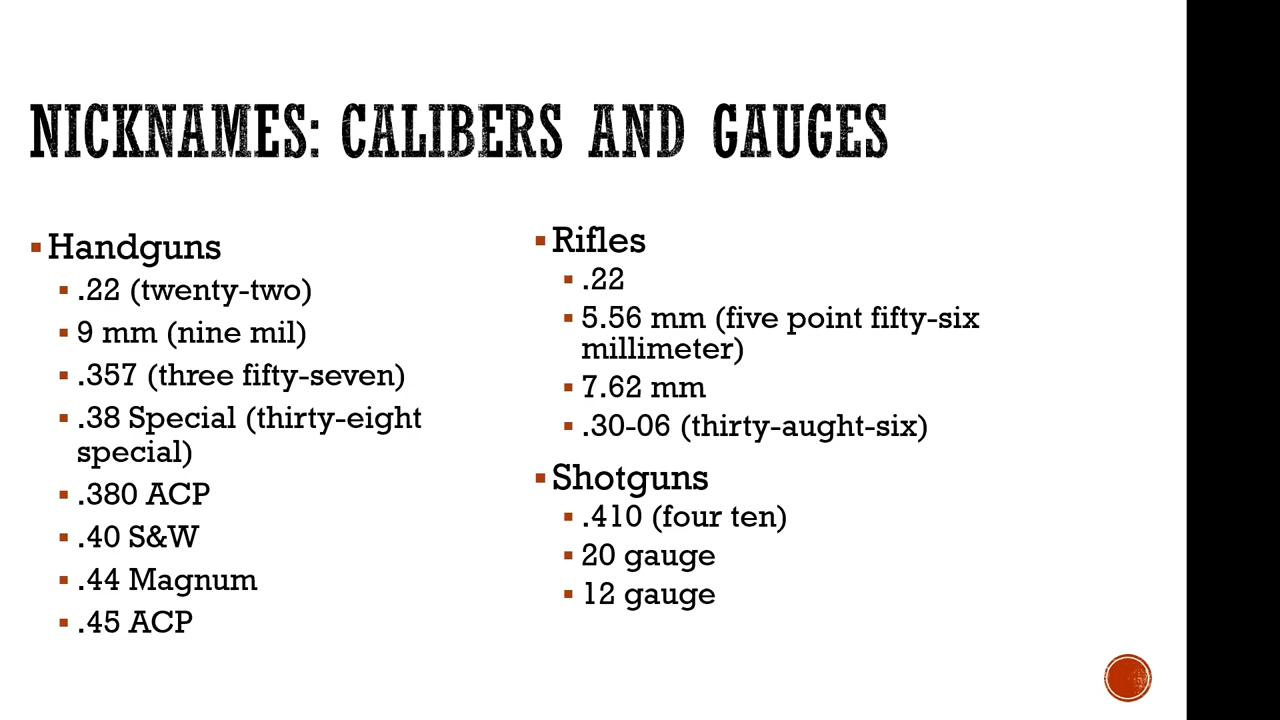 NICKNAMES: CALIBERS AND GAUGES
Handguns
.22 (twenty-two)
9 mm (nine mil)
.357 (three fifty-seven)
.38 Special (thirty-eight
special)
.380 ACP
.40 S&W
.44 Magnum
.45 ACP
Rifles
.22
5.56 mm (five point fifty-six
millimeter)
7.62 mm
.30-06 (thirty-aught-six)
Shotguns
.410 (four ten)
20 gauge
12 gauge